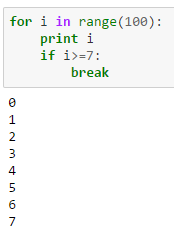 for i in range(100):
    print i
    if i>=7:
        break
0
1
2
3
4
5
6
7